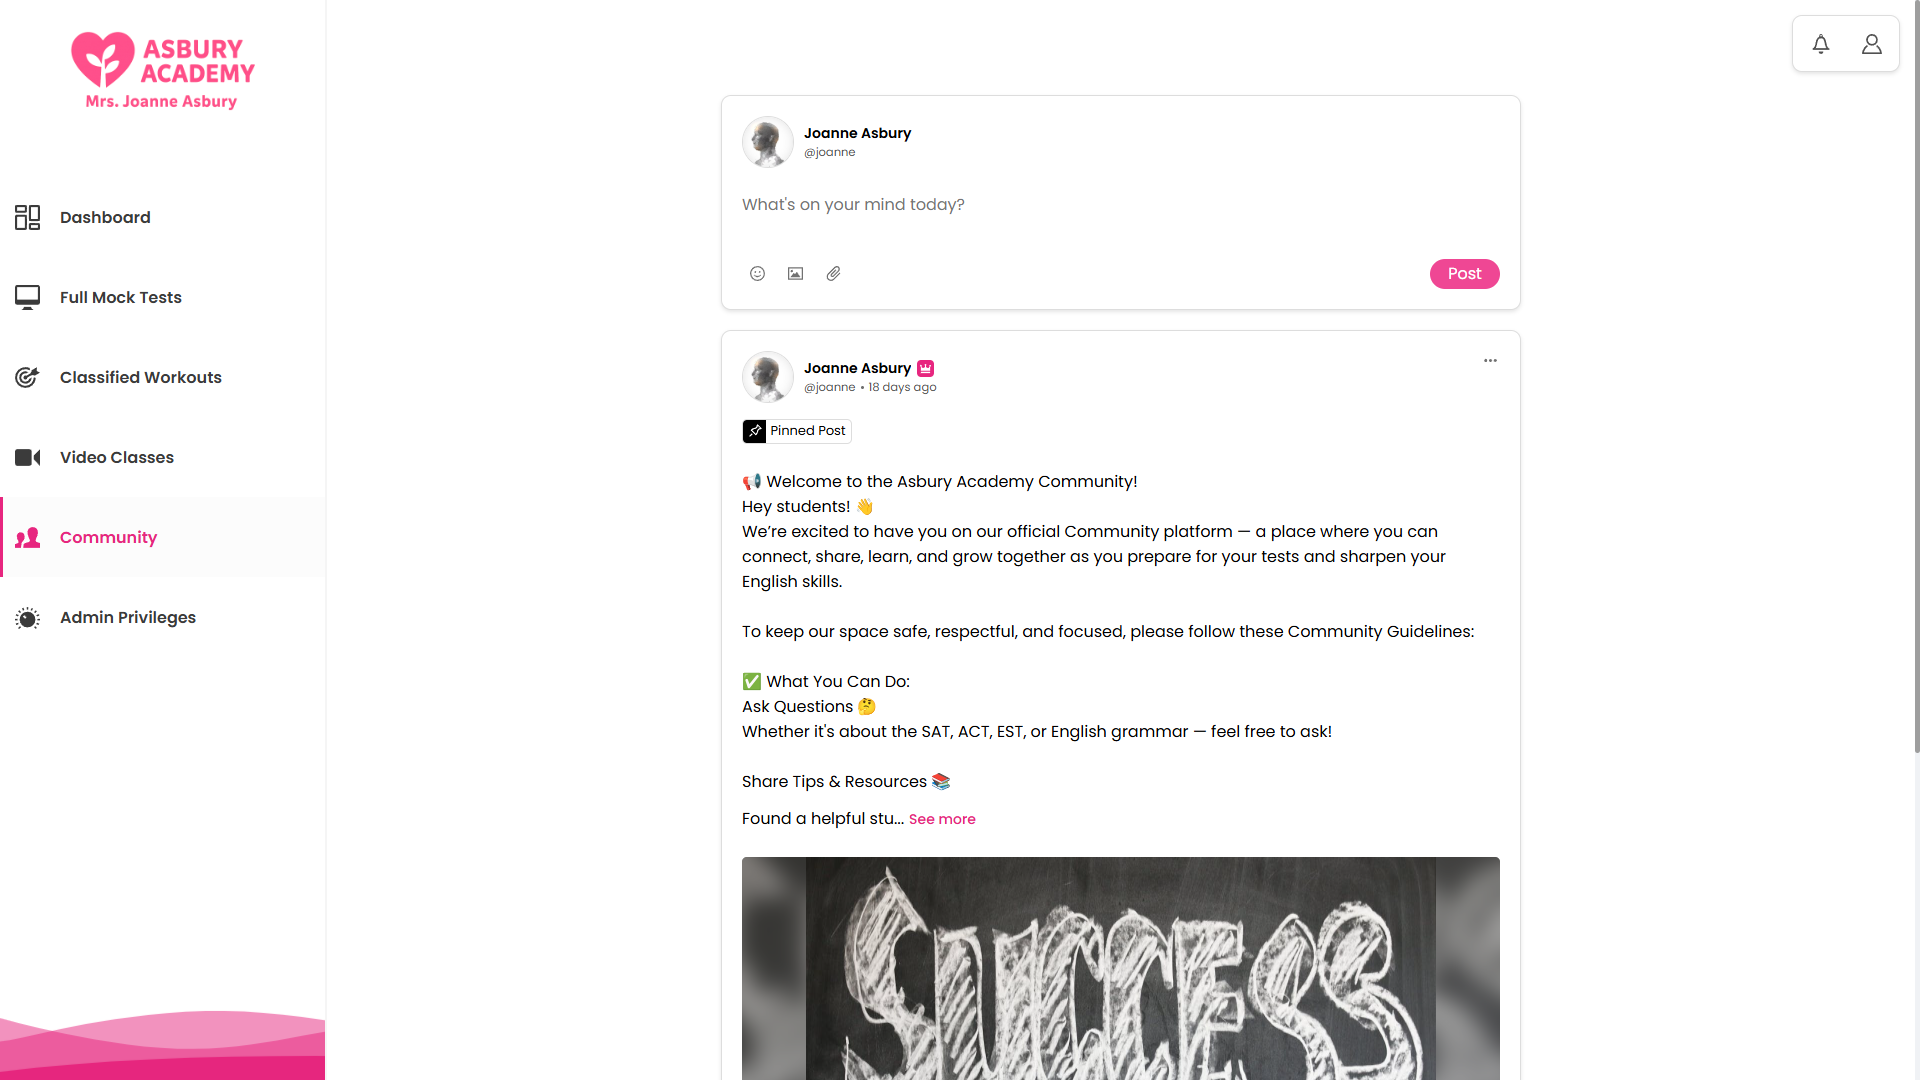 ASBURY
ACADEMY
Mrs. Joanne Asbury
Dashboard
Full Mock Tests
Classified Workouts
Video Classes
Community
Admin Privileges
Joanne Asbury
@joanne
What's on your mind today?
Post
Joanne Asbury
@joanne • 18 days ago
Pinned Post
📢 Welcome to the Asbury Academy Community!
Hey students! 👋
We’re excited to have you on our official Community platform — a place where you can
connect, share, learn, and grow together as you prepare for your tests and sharpen your
English skills.
To keep our space safe, respectful, and focused, please follow these Community Guidelines:
✅ What You Can Do:
Ask Questions 🤔
Whether it's about the SAT, ACT, EST, or English grammar — feel free to ask!
Share Tips & Resources 📚
Found a helpful stu... See more
SUCCESS